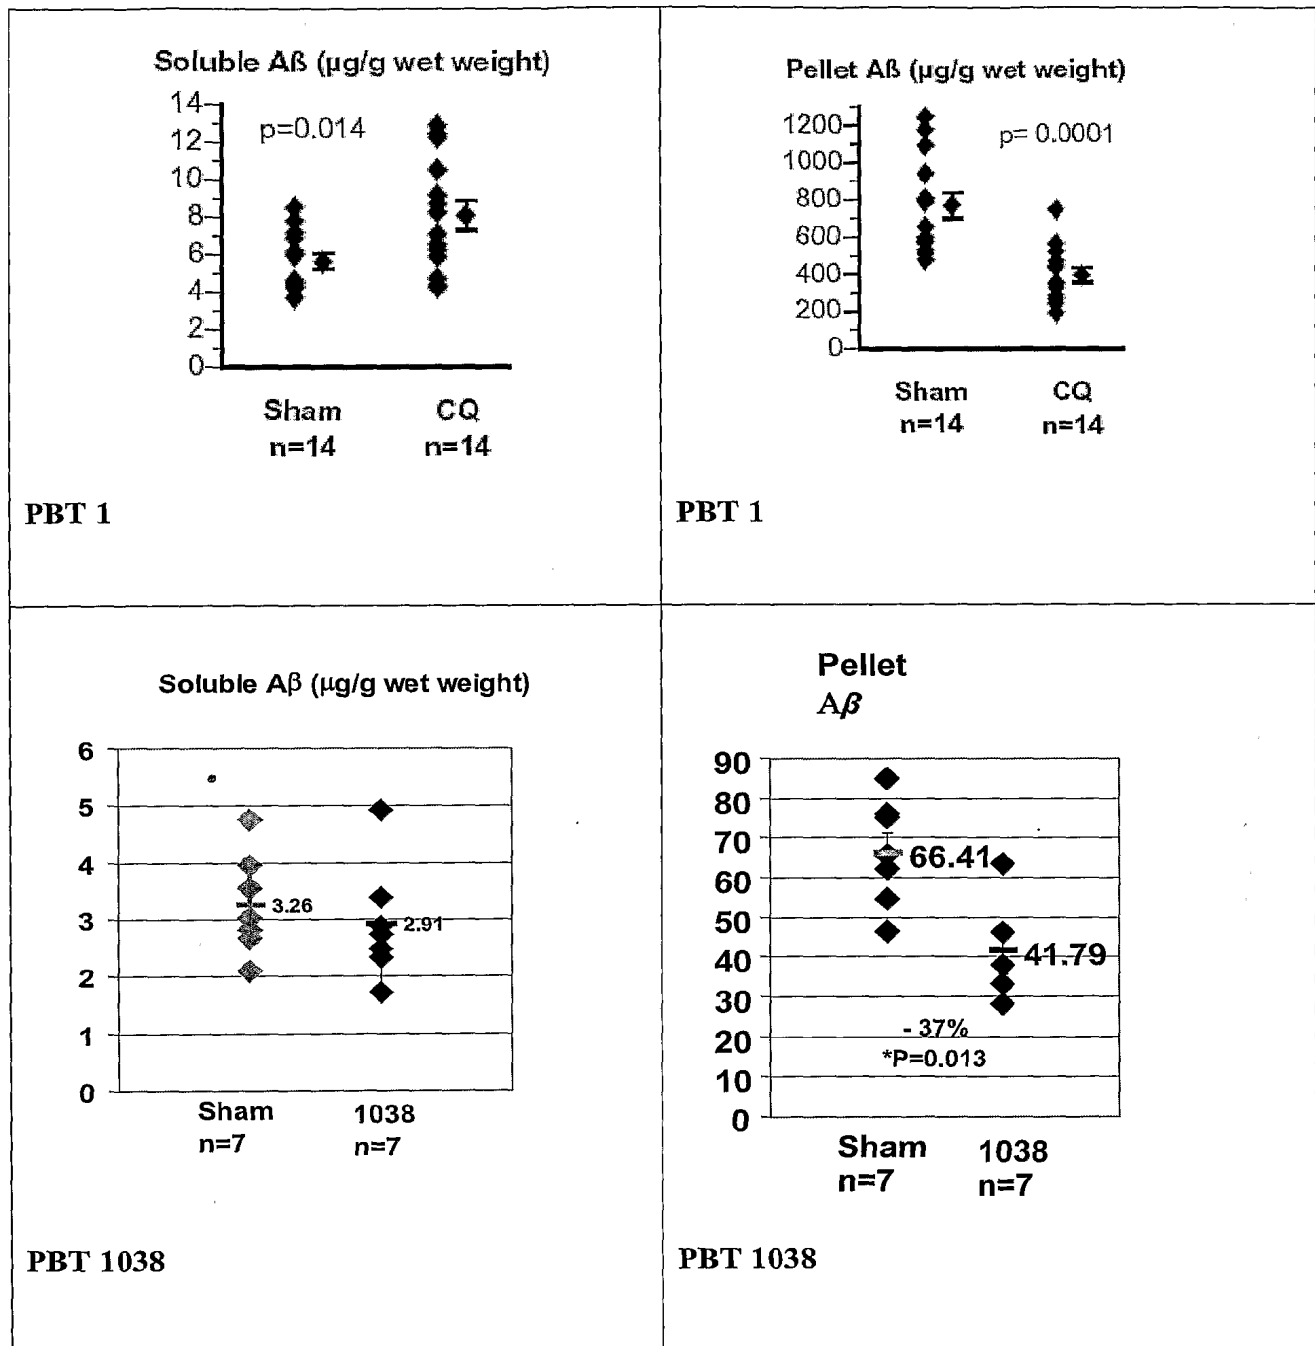 Soluble Aß (µg/g wet weight)
14
12
10
8
6
4
2
0
p=0.014
Sham
n=14
CQ
n=14
PBT 1
Pellet Aß (µg/g wet weight)
1200
1000
800
600
400
200
0
p= 0.0001
Sham
n=14
CQ
n=14
PBT 1
Soluble Aβ (µg/g wet weight)
6
5
4
3
2
1
0
3.26
2.91
Sham
n=7
1038
n=7
PBT 1038
Pellet
Aβ
90
80
70
60
50
40
30
20
10
0
66.41
41.79
- 37%
*P=0.013
Sham
n=7
1038
n=7
PBT 1038